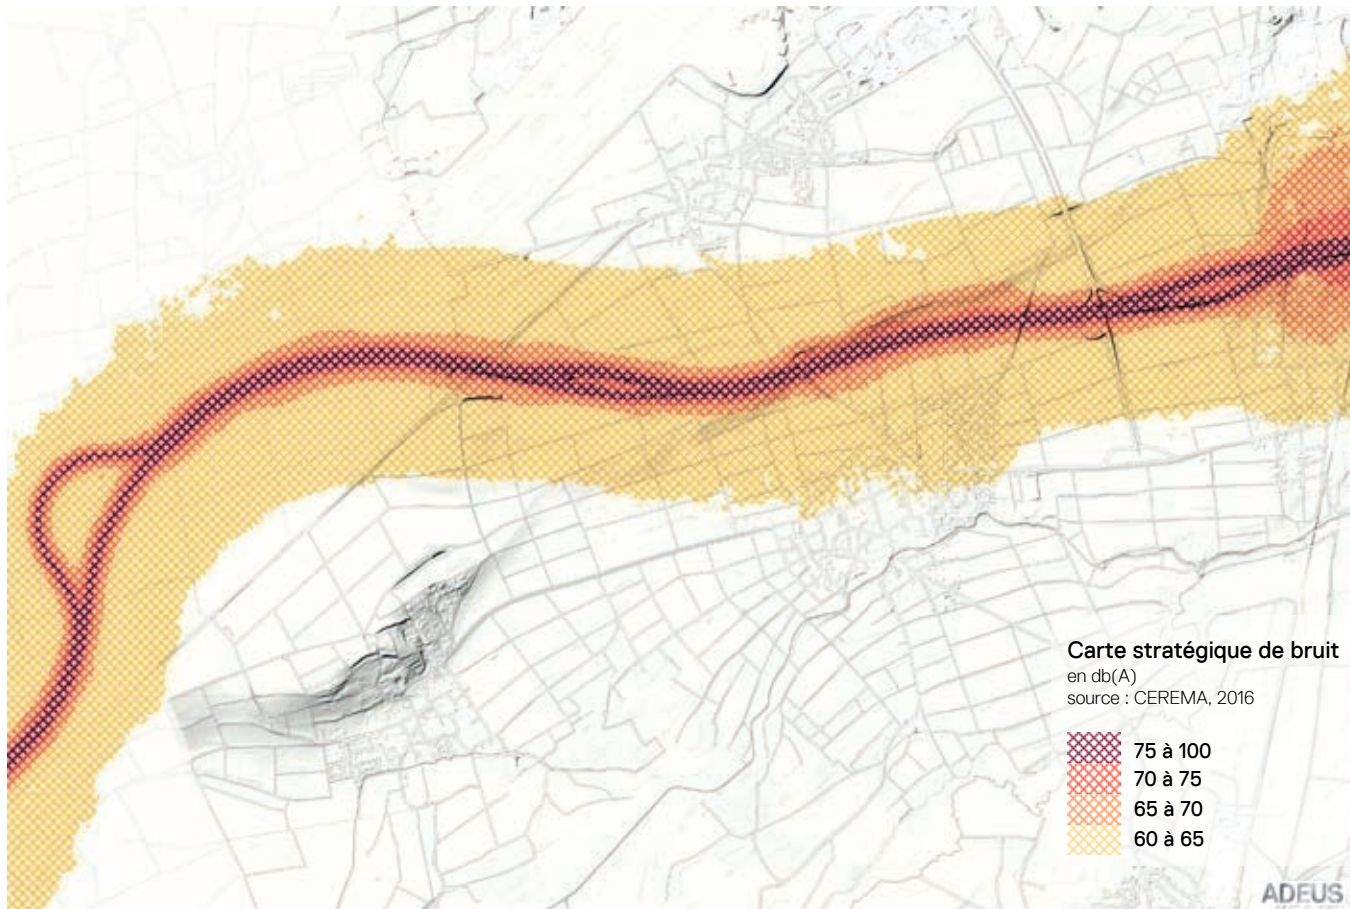 Carte stratégique de bruit
en db(A)
source : CEREMA, 2016
75 à 100
70 à 75
65 à 70
60 à 65
ADEUS